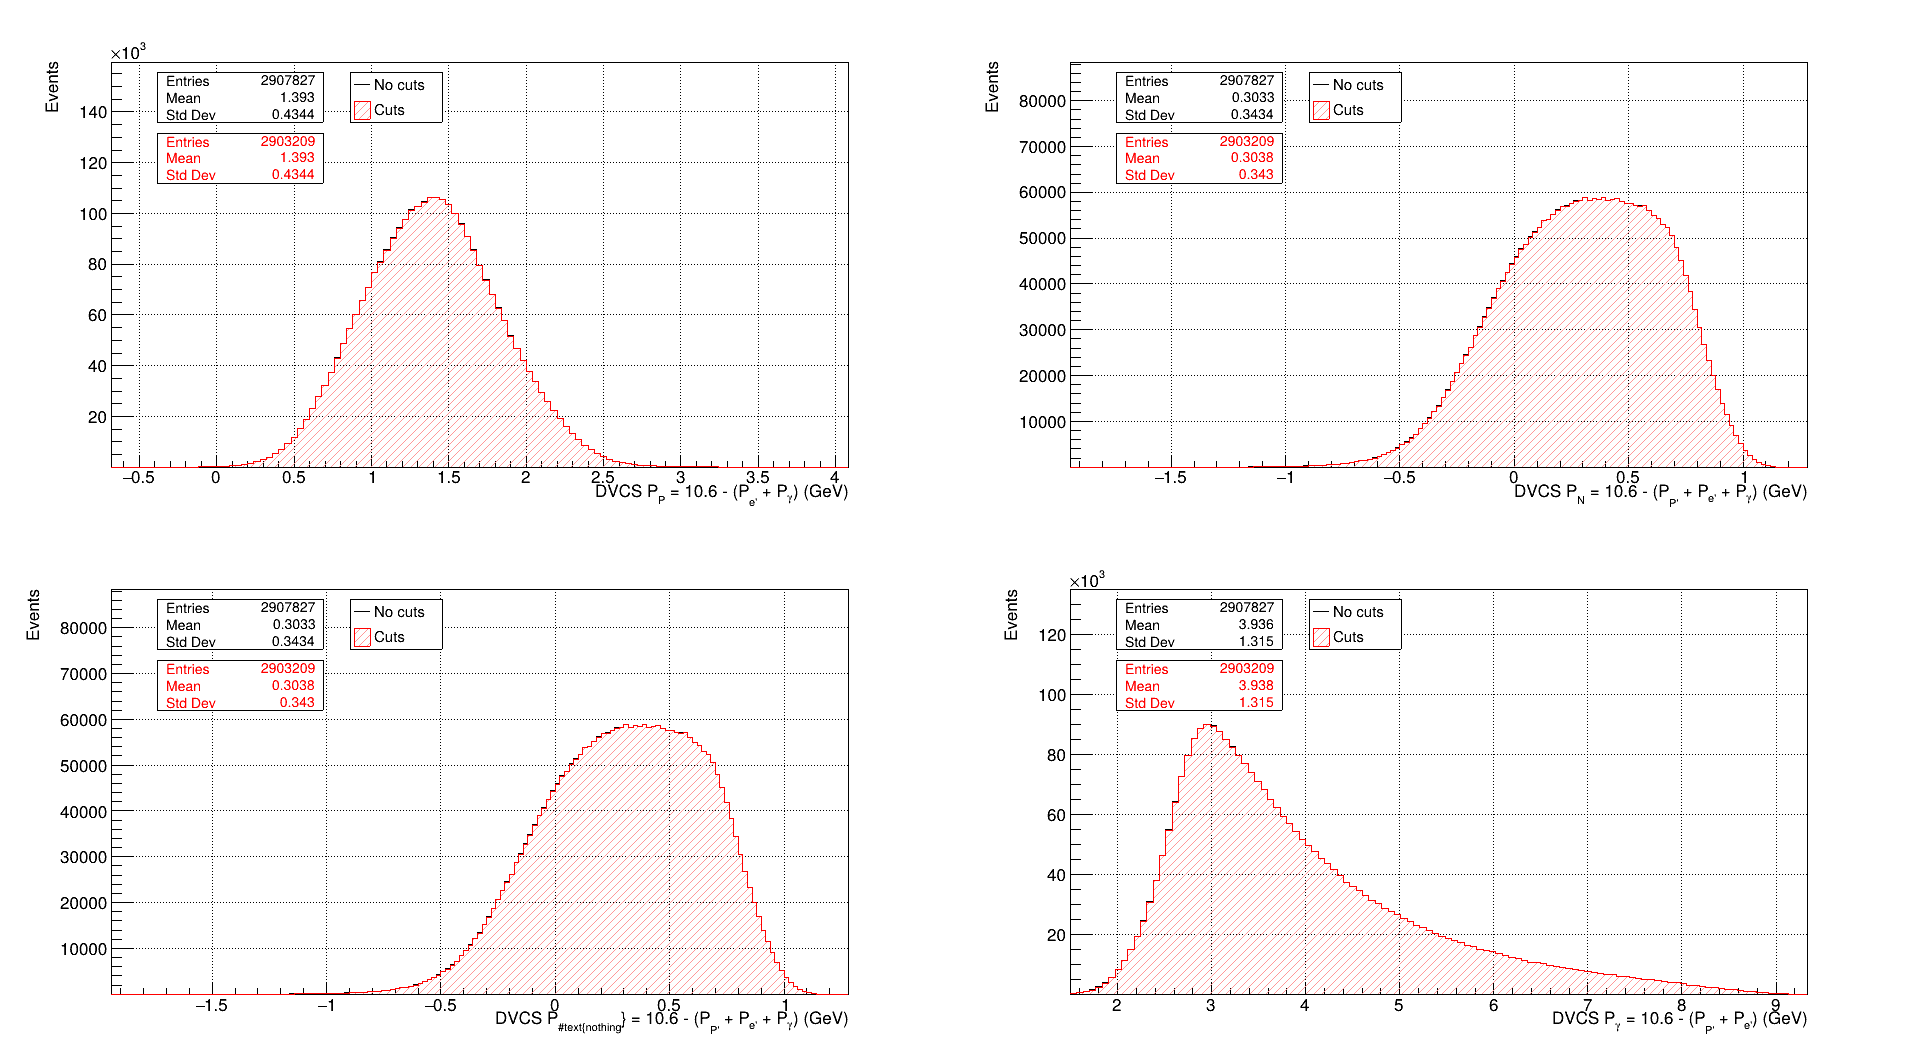 ×10³
Events
Entries 2907827
Mean 1.393
Std Dev 0.4344
No cuts
Cuts
Entries 2903209
Mean 1.393
Std Dev 0.4344
140
120
100
80
60
40
20
−0.5 0 0.5 1 1.5 2 2.5 3 3.5 4
DVCS P_P = 10.6 - (P_e' + P_γ) (GeV)
Events
Entries 2907827
Mean 0.3033
Std Dev 0.3434
No cuts
Cuts
Entries 2903209
Mean 0.3038
Std Dev 0.343
80000
70000
60000
50000
40000
30000
20000
10000
−1.5 −1 −0.5 0 0.5 1
DVCS P_N = 10.6 - (P_P' + P_e' + P_γ) (GeV)
Events
Entries 2907827
Mean 0.3033
Std Dev 0.3434
No cuts
Cuts
Entries 2903209
Mean 0.3038
Std Dev 0.343
80000
70000
60000
50000
40000
30000
20000
10000
−1.5 −1 −0.5 0 0.5 1
DVCS P_#text{nothing} = 10.6 - (P_P' + P_e' + P_γ) (GeV)
×10³
Events
Entries 2907827
Mean 3.936
Std Dev 1.315
No cuts
Cuts
Entries 2903209
Mean 3.938
Std Dev 1.315
120
100
80
60
40
20
2 3 4 5 6 7 8 9
DVCS P_γ = 10.6 - (P_P' + P_e') (GeV)